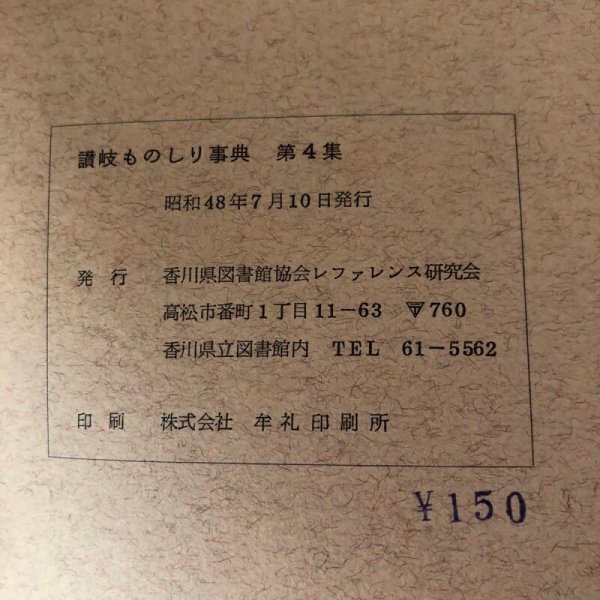 讃岐ものしり事典　第4集
昭和48年7月10日発行
発行　香川県図書館協会レファレンス研究会
高松市番町1丁目11−63　〒760
香川県立図書館内　TEL　61−5562
印刷　株式会社　牟礼印刷所
¥150